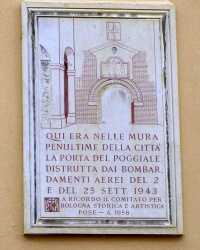 QUI ERA NELLE MURA
PENULTIME DELLA CITTÀ
LA PORTA DEL POGGIALE
DISTRUTTA DAI BOMBAR
DAMENTI AEREI DEL 2
E DEL 25 SETT. 1943
A RICORDO IL COMITATO PER
BOLOGNA STORICA E ARTISTICA
POSE - A. 1956